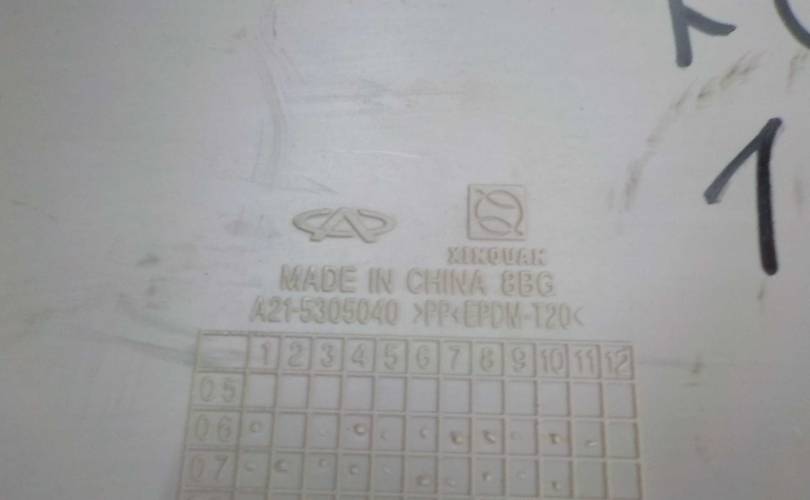 1
XINQUAN
MADE IN CHINA 8BG
A21-5305040 >PP<EPDM-T20<
1 2 3 4 5 6 7 8 9 10 11 12
05
06
07